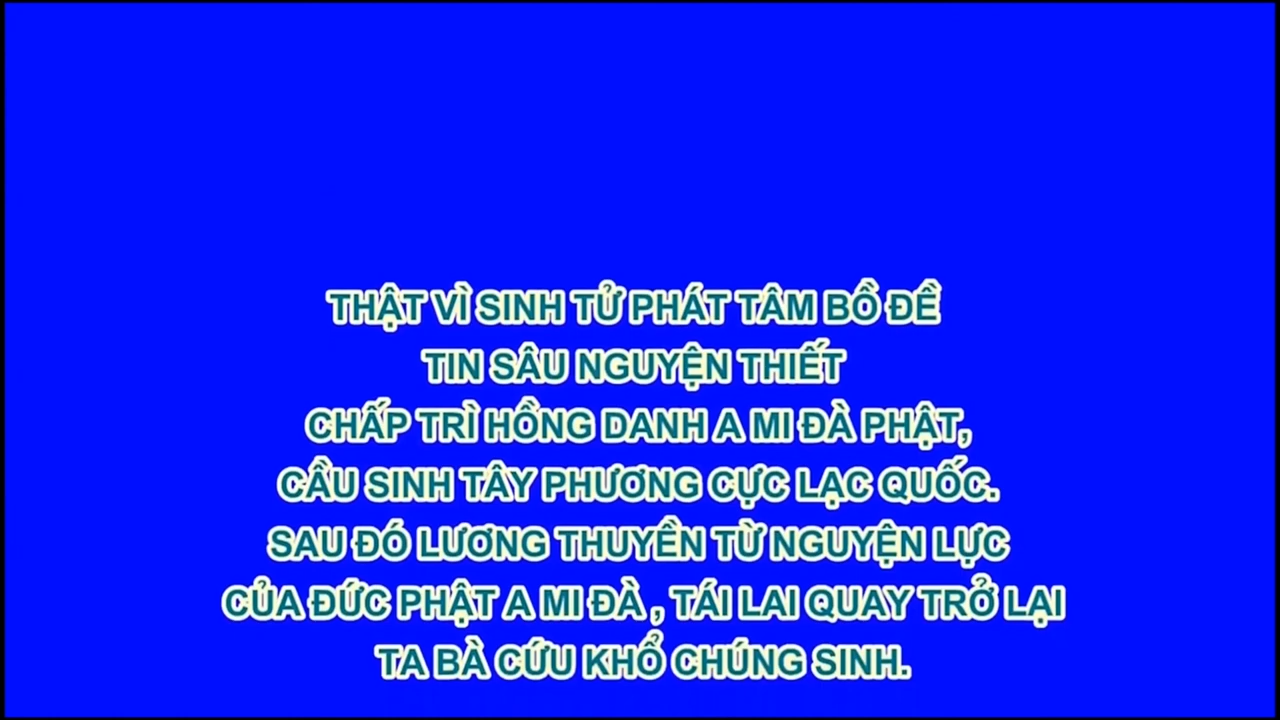 THẬT VÌ SINH TỬ PHÁT TÂM BỒ ĐỀ
TIN SÂU NGUYỆN THIẾT
CHẤP TRÌ HỒNG DANH A MI ĐÀ PHẬT,
CẦU SINH TÂY PHƯƠNG CỰC LẠC QUỐC.
SAU ĐÓ LƯƠNG THUYỀN TỪ NGUYỆN LỰC
CỦA ĐỨC PHẬT A MI ĐÀ , TÁI LAI QUAY TRỞ LẠI
TA BÀ CỨU KHỔ CHÚNG SINH.